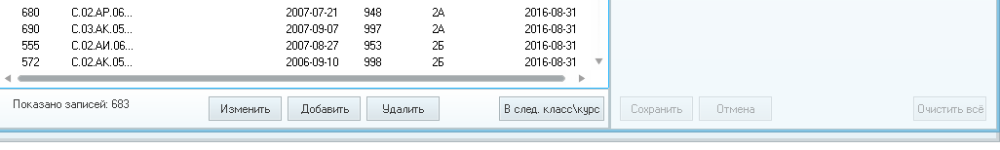 680 C.02.AP.06... 2007-07-21 948 2А 2016-08-31
690 C.03.AK.05... 2007-09-07 997 2А 2016-08-31
555 C.02.АИ.06... 2007-08-27 953 2Б 2016-08-31
572 C.02.AK.05... 2006-09-10 998 2Б 2016-08-31
Показано записей: 683 Изменить Добавить Удалить В след. класс\курс Сохранить Отмена Очистить всё